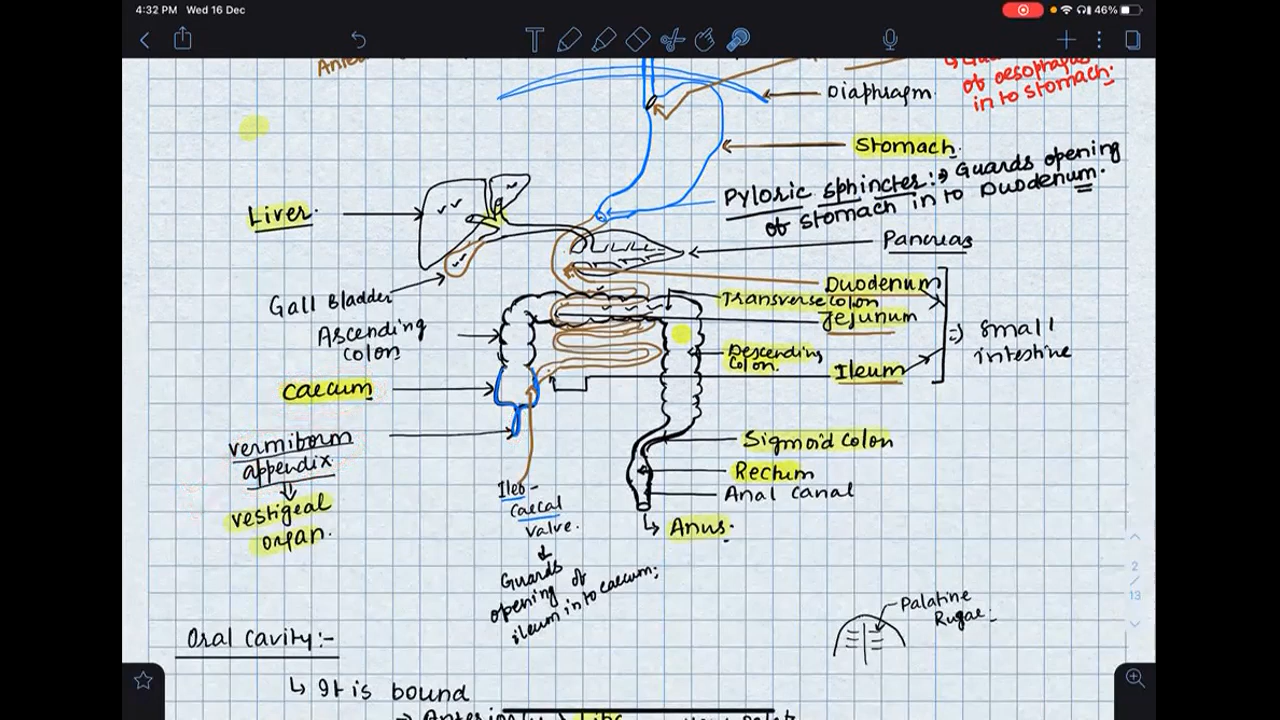 4:32 PM Wed 16 Dec
46%
of oesophagus
in to stomach.
Diaphragm.
Stomach.
Pyloric sphincter:→ Guards opening
of stomach in to Duodenum.
Liver.
Pancreas
Gall Bladder
Duodenum
Transverse colon
Jejunum
Ascending
colon
Descending
colon.
Ileum
⇒ Small
intestine
Caecum
vermiform
appendix
vestigeal
organ.
Sigmoid colon
Rectum
Anal canal
Anus.
Ileo-
Caecal
Valve.
Guards
opening of
ileum into caecum;
Palatine
Rugae
Oral cavity:-
↳ It is bound
2
/
13